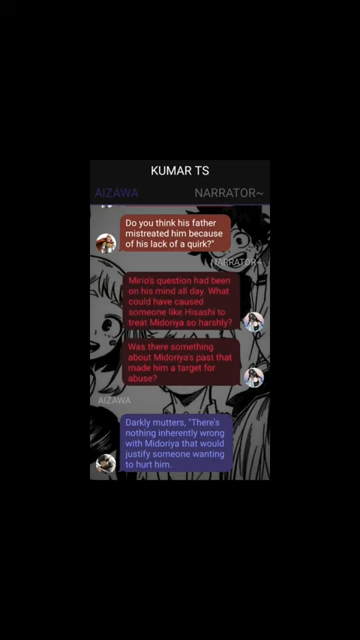 KUMAR TS
AIZAWA NARRATOR~
Do you think his father
mistreated him because
of his lack of a quirk?"
NARRATOR~
Mirio's question had been
on his mind all day. What
could have caused
someone like Hisashi to
treat Midoriya so harshly?
Was there something
about Midoriya's past that
made him a target for
abuse?
AIZAWA
Darkly mutters, "There's
nothing inherently wrong
with Midoriya that would
justify someone wanting
to hurt him.